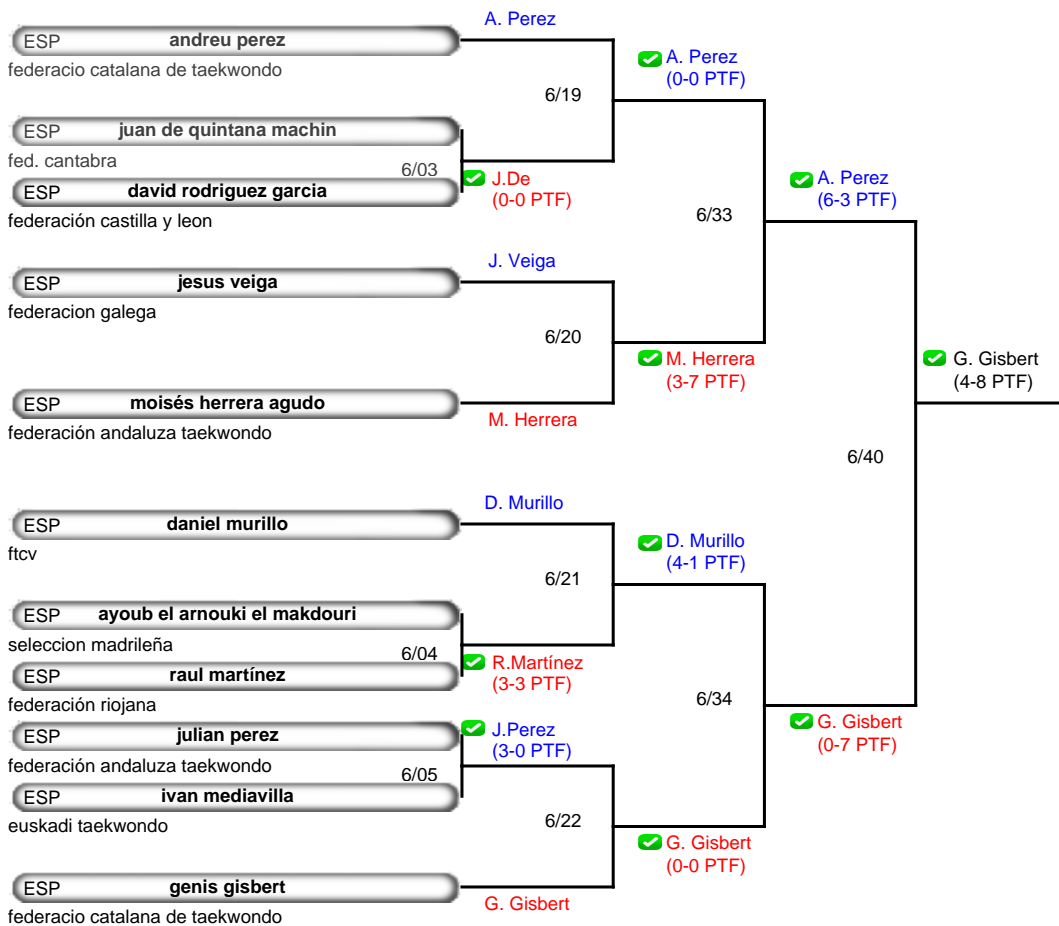 A. Perez
ESP andreu perez
federacio catalana de taekwondo
A. Perez
(0-0 PTF)
6/19
ESP juan de quintana machin
fed. cantabra
6/03
ESP david rodriguez garcia
federación castilla y leon
J.De
(0-0 PTF)
A. Perez
(6-3 PTF)
6/33
J. Veiga
ESP jesus veiga
federacion galega
6/20
M. Herrera
(3-7 PTF)
G. Gisbert
(4-8 PTF)
ESP moisés herrera agudo
federación andaluza taekwondo
M. Herrera
6/40
D. Murillo
ESP daniel murillo
ftcv
D. Murillo
(4-1 PTF)
6/21
ESP ayoub el arnouki el makdouri
seleccion madrileña
6/04
ESP raul martínez
federación riojana
R.Martínez
(3-3 PTF)
6/34
G. Gisbert
(0-7 PTF)
ESP julian perez
federación andaluza taekwondo
J.Perez
(3-0 PTF)
6/05
ESP ivan mediavilla
euskadi taekwondo
6/22
G. Gisbert
(0-0 PTF)
ESP genis gisbert
federacio catalana de taekwondo
G. Gisbert